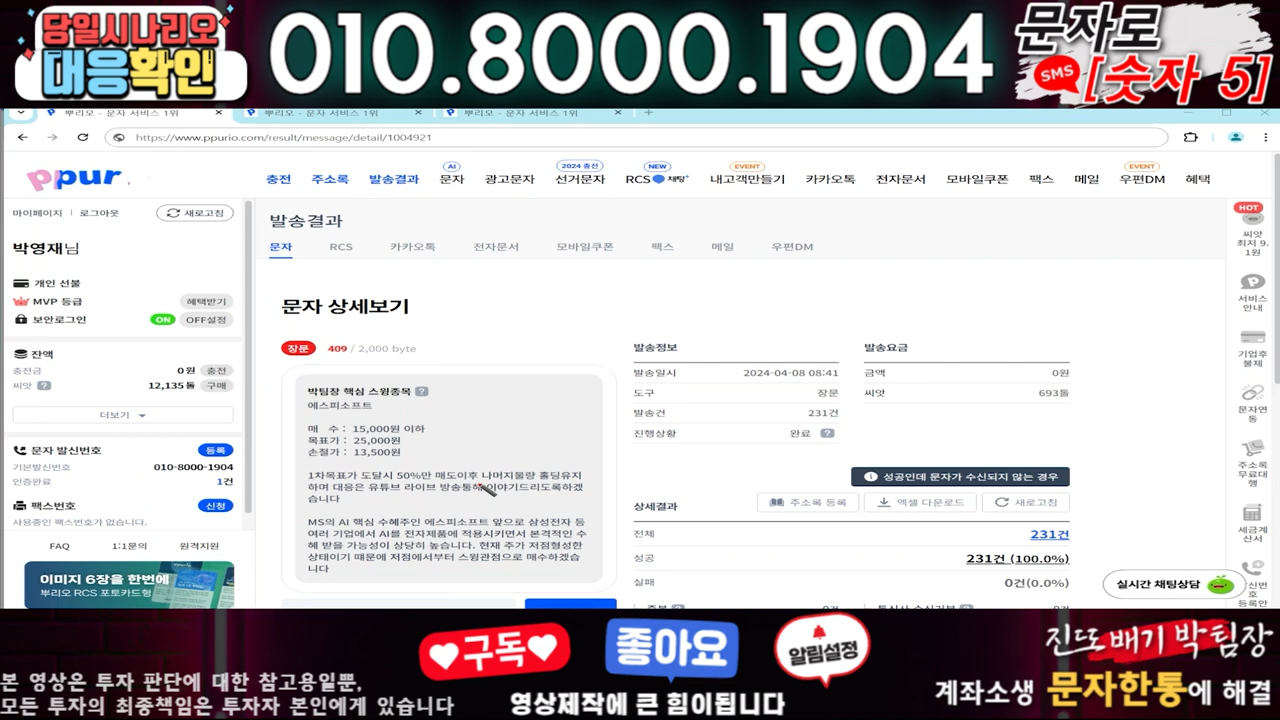 당일시나리오
대응확인
010.8000.1904
문자로
SMS [숫자 5]
뿌리오 - 문자 서비스 1위
뿌리오 - 문자 서비스 1위
뿌리오 - 문자 서비스 1위
https://www.ppurio.com/result/message/detail/1004921
ppur
충전 주소록 발송결과 AI 문자 광고문자 2024 총선 선거문자 NEW RCS 채팅+ EVENT 내고객만들기 카카오톡 전자문서 모바일쿠폰 팩스 메일 EVENT 우편DM 혜택
마이페이지 | 로그아웃 새로고침
박영재님
개인 선불
MVP 등급 혜택받기
보안로그인 ON OFF설정
잔액
충전금 0원 충전
씨앗 ? 12,135톨 구매
더보기
문자 발신번호 등록
기본발신번호 010-8000-1904
인증완료 1건
팩스번호 신청
사용중인 팩스번호가 없습니다.
FAQ 1:1문의 원격지원
이미지 6장을 한번에
뿌리오 RCS 포토카드형
발송결과
문자 RCS 카카오톡 전자문서 모바일쿠폰 팩스 메일 우편DM
문자 상세보기
장문 409 / 2,000 byte
박팀장 핵심 스윙종목 ?
에스피소프트
매 수 : 15,000원 이하
목표가 : 25,000원
손절가 : 13,500원
1차목표가 도달시 50%만 매도이후 나머지물량 홀딩유지
하며 대응은 유튜브 라이브 방송통해 이야기드리도록하겠
습니다
MS의 AI 핵심 수혜주인 에스피소프트 앞으로 삼성전자 등
여러 기업에서 AI를 전자제품에 적용시키면서 본격적인 수
혜 받을 가능성이 상당히 높습니다. 현재 주가 저점형성한
상태이기 때문에 저점에서부터 스윙관점으로 매수하겠습
니다
발송정보
발송일시 2024-04-08 08:41
도구 장문
발송건 231건
진행상황 완료 ?
발송요금
금액 0원
씨앗 693톨
성공인데 문자가 수신되지 않는 경우
상세결과 주소록 등록 엑셀 다운로드 새로고침
전체 231건
성공 231건 (100.0%)
실패 0건(0.0%)
HOT
씨앗
최저 9.
1원
서비스
안내
기업후
불제
문자연
동
주소록
무료대
행
세금계
산서
실시간 채팅상담
본 영상은 투자 판단에 대한 참고용일뿐,
모든 투자의 최종책임은 투자자 본인에게 있습니다
구독
좋아요
알림설정
영상제작에 큰 힘이됩니다
진또배기 박팀장
계좌소생 문자한통에 해결